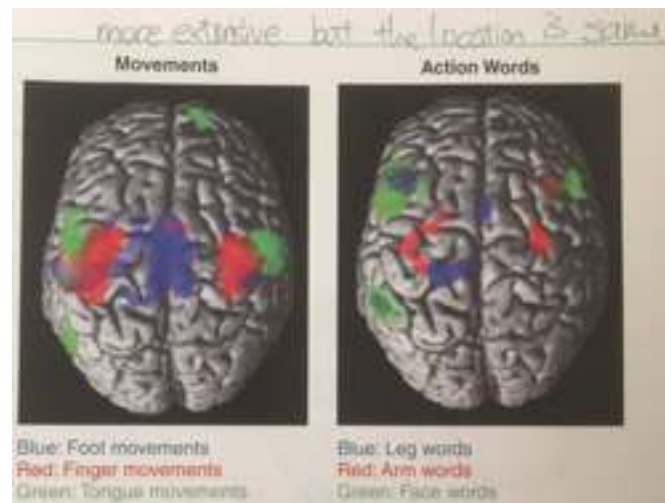 more extensive but the location is same
Movements
Action Words
Blue: Foot movements
Red: Finger movements
Green: Tongue movements
Blue: Leg words
Red: Arm words
Green: Face words